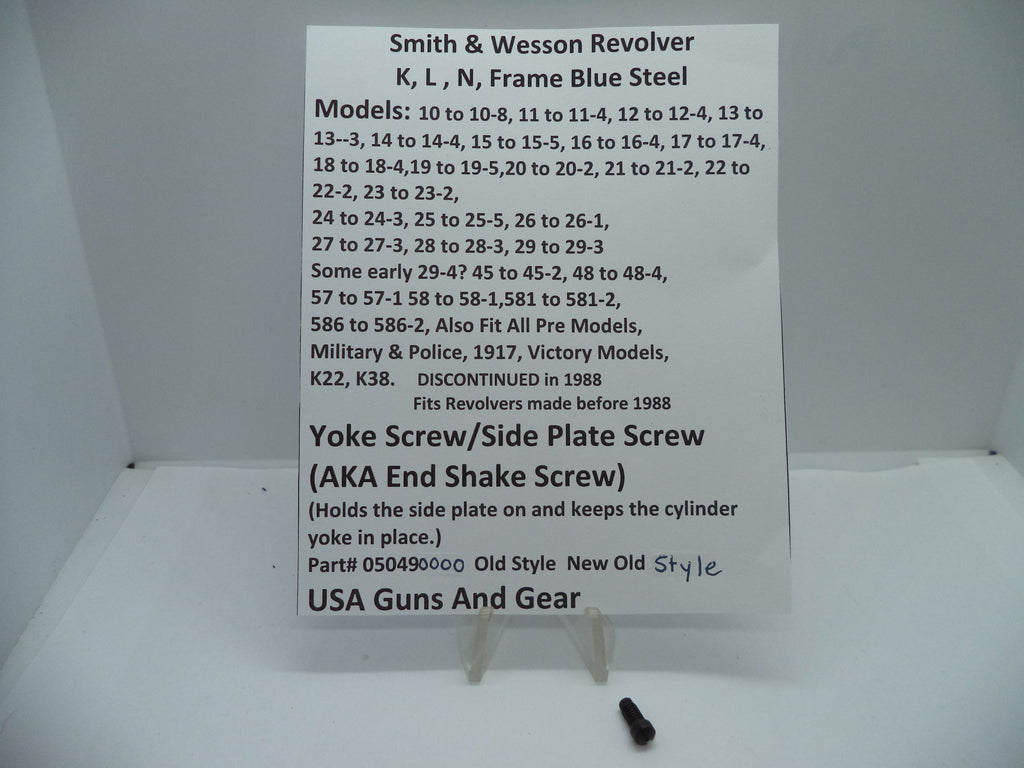 Smith & Wesson Revolver
K, L , N, Frame Blue Steel
Models: 10 to 10-8, 11 to 11-4, 12 to 12-4, 13 to
13--3, 14 to 14-4, 15 to 15-5, 16 to 16-4, 17 to 17-4,
18 to 18-4,19 to 19-5,20 to 20-2, 21 to 21-2, 22 to
22-2, 23 to 23-2,
24 to 24-3, 25 to 25-5, 26 to 26-1,
27 to 27-3, 28 to 28-3, 29 to 29-3
Some early 29-4? 45 to 45-2, 48 to 48-4,
57 to 57-1 58 to 58-1,581 to 581-2,
586 to 586-2, Also Fit All Pre Models,
Military & Police, 1917, Victory Models,
K22, K38. DISCONTINUED in 1988
Fits Revolvers made before 1988
Yoke Screw/Side Plate Screw
(AKA End Shake Screw)
(Holds the side plate on and keeps the cylinder
yoke in place.)
Part# 050490000 Old Style New Old Style
USA Guns And Gear